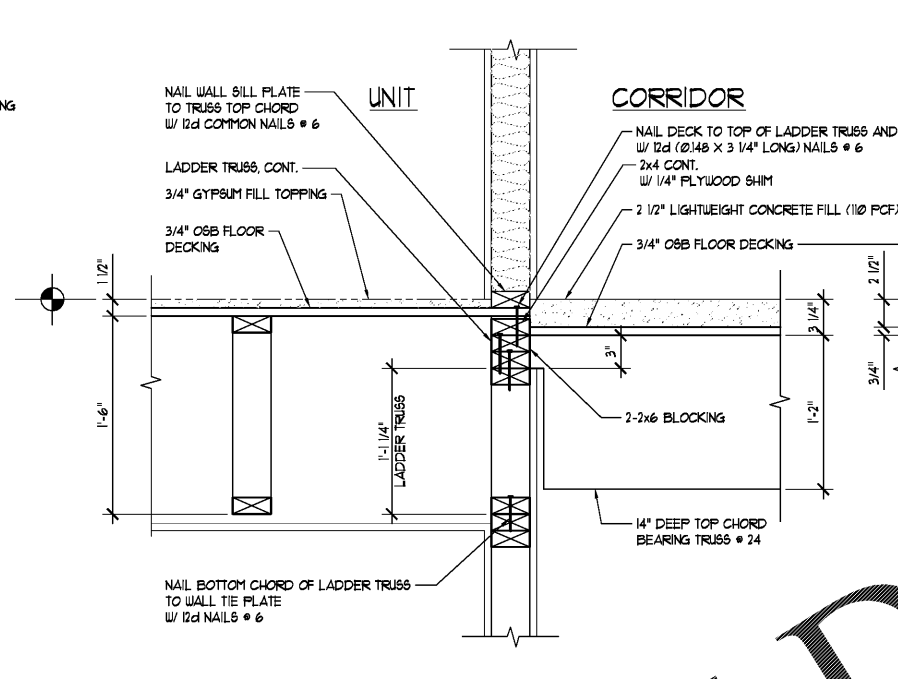 NG
UNIT
CORRIDOR
NAIL WALL SILL PLATE
TO TRUSS TOP CHORD
W/ 12d COMMON NAILS @ 6
LADDER TRUSS, CONT.
3/4" GYPSUM FILL TOPPING
3/4" OSB FLOOR
DECKING
NAIL DECK TO TOP OF LADDER TRUSS AND
W/ 12d (Ø.148 X 3 1/4" LONG) NAILS @ 6
2x4 CONT.
W/ 1/4" PLYWOOD SHIM
2 1/2" LIGHTWEIGHT CONCRETE FILL (110 PCF)
3/4" OSB FLOOR DECKING
1 1/2"
1'-6"
1'-1 1/4"
LADDER TRUSS
3"
3 1/4"
1'-2"
2 1/2"
3/4"
2-2x6 BLOCKING
14" DEEP TOP CHORD
BEARING TRUSS @ 24
NAIL BOTTOM CHORD OF LADDER TRUSS
TO WALL TIE PLATE
W/ 12d NAILS @ 6